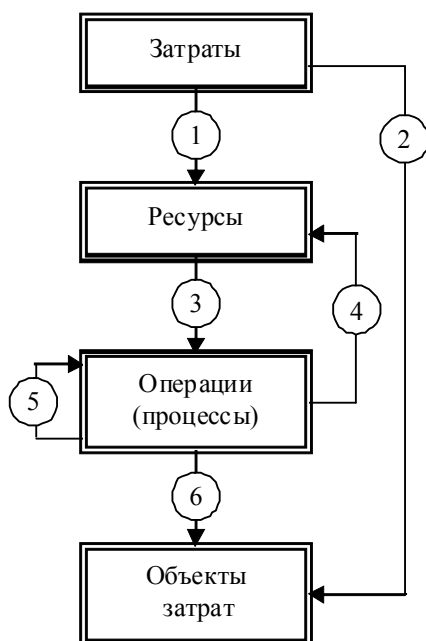 Затраты
1
2
Ресурсы
3
4
Операции
(процессы)
5
6
Объекты
затрат